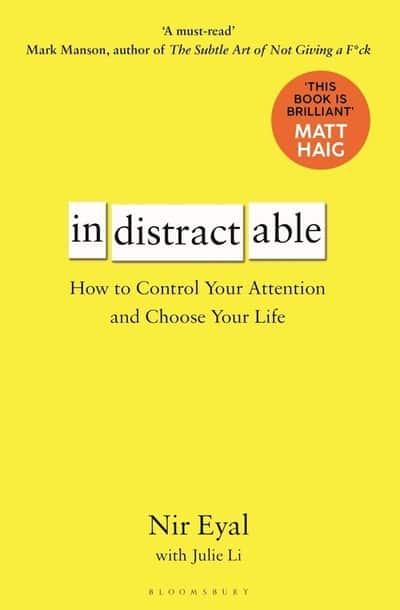 ‘A must-read’
Mark Manson, author of The Subtle Art of Not Giving a F*ck
‘THIS
BOOK IS
BRILLIANT’
MATT
HAIG
in distract able
How to Control Your Attention
and Choose Your Life
Nir Eyal
with Julie Li
BLOOMSBURY